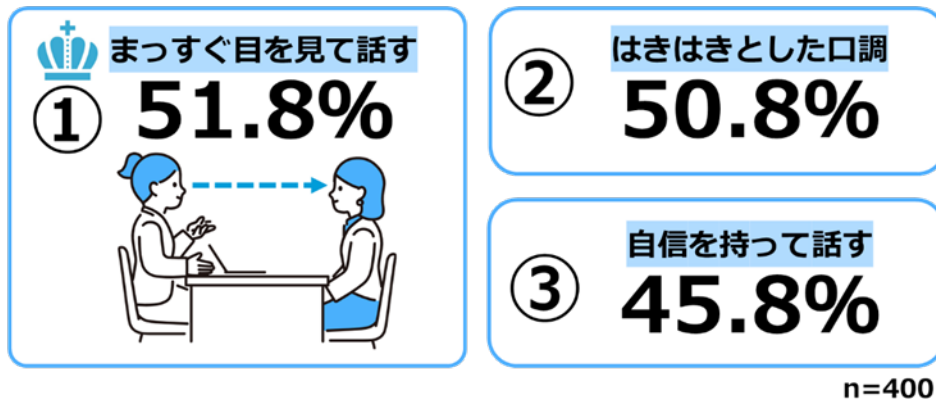 まっすぐ目を見て話す
① 51.8%
② はきはきとした口調
50.8%
③ 自信を持って話す
45.8%
n=400